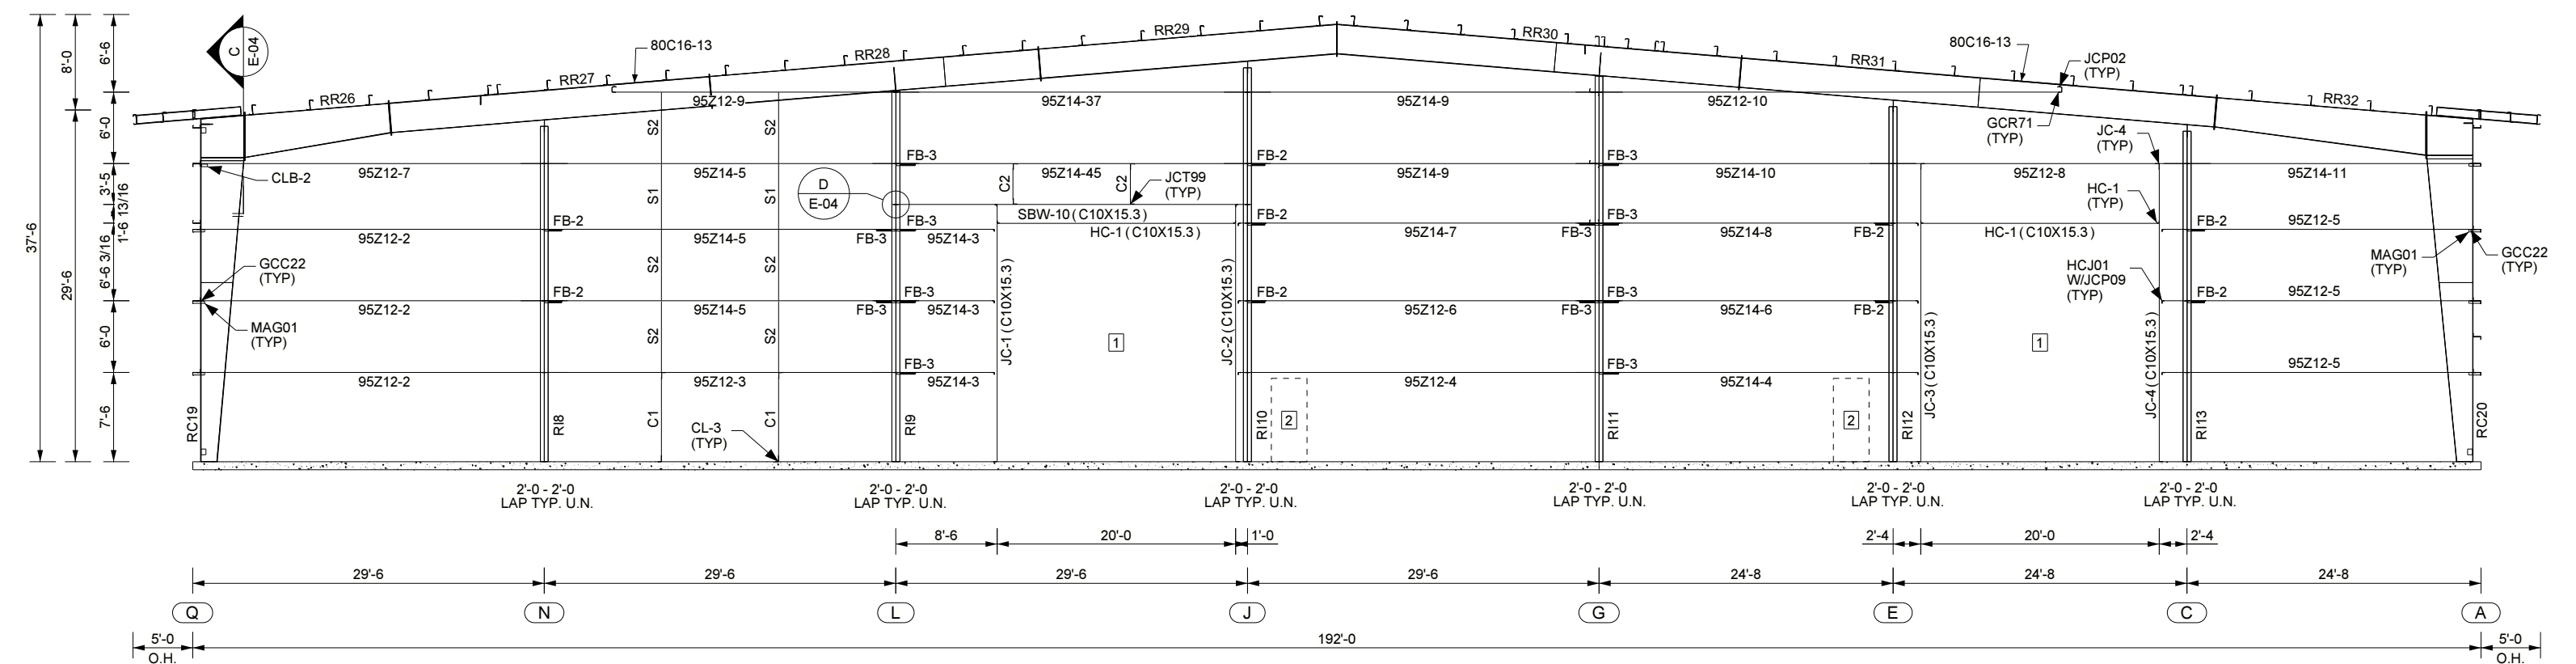 37'-6
8'-0
29'-6
6'-6
6'-0
3'-5
1'-6 13/16
6'-6 3/16
6'-0
7'-6
C
E-04
RR26
RR27
80C16-13
RR28
RR29
RR30
RR31
80C16-13
JCP02
(TYP)
RR32
95Z12-9
95Z14-37
95Z14-9
95Z12-10
GCR71
(TYP)
JC-4
(TYP)
S2
S2
FB-3
FB-2
FB-3
CLB-2
95Z12-7
95Z14-5
95Z14-45
95Z14-9
95Z14-10
95Z12-8
95Z14-11
C2
C2
JCT99
(TYP)
D
E-04
S1
S1
HC-1
(TYP)
SBW-10 ( C10X15.3 )
FB-2
FB-3
FB-2
FB-3
FB-2
95Z12-5
HC-1 ( C10X15.3 )
HC-1 ( C10X15.3 )
95Z12-2
95Z14-5
FB-3
95Z14-3
95Z14-7
FB-3
95Z14-8
FB-2
GCC22
(TYP)
S2
S2
MAG01
(TYP)
GCC22
(TYP)
HCJ01
W/JCP09
(TYP)
FB-2
FB-3
FB-2
FB-3
FB-2
95Z12-5
95Z12-2
95Z14-5
FB-3
95Z14-3
95Z12-6
FB-3
95Z14-6
FB-2
MAG01
(TYP)
S2
S2
JC-1 ( C10X15.3 )
1
JC-2 ( C10X15.3 )
JC-3 ( C10X15.3 )
1
JC-4 ( C10X15.3 )
FB-3
FB-3
95Z12-5
95Z12-2
95Z12-3
95Z14-3
95Z12-4
95Z14-4
RC19
RI8
C1
C1
CL-3
(TYP)
RI9
RI10
2
RI11
2
RI12
RI13
RC20
2'-0 - 2'-0
LAP TYP. U.N.
2'-0 - 2'-0
LAP TYP. U.N.
2'-0 - 2'-0
LAP TYP. U.N.
2'-0 - 2'-0
LAP TYP. U.N.
2'-0 - 2'-0
LAP TYP. U.N.
2'-0 - 2'-0
LAP TYP. U.N.
8'-6
20'-0
1'-0
2'-4
20'-0
2'-4
29'-6
29'-6
29'-6
29'-6
24'-8
24'-8
24'-8
Q
N
L
J
G
E
C
A
5'-0
O.H.
192'-0
5'-0
O.H.